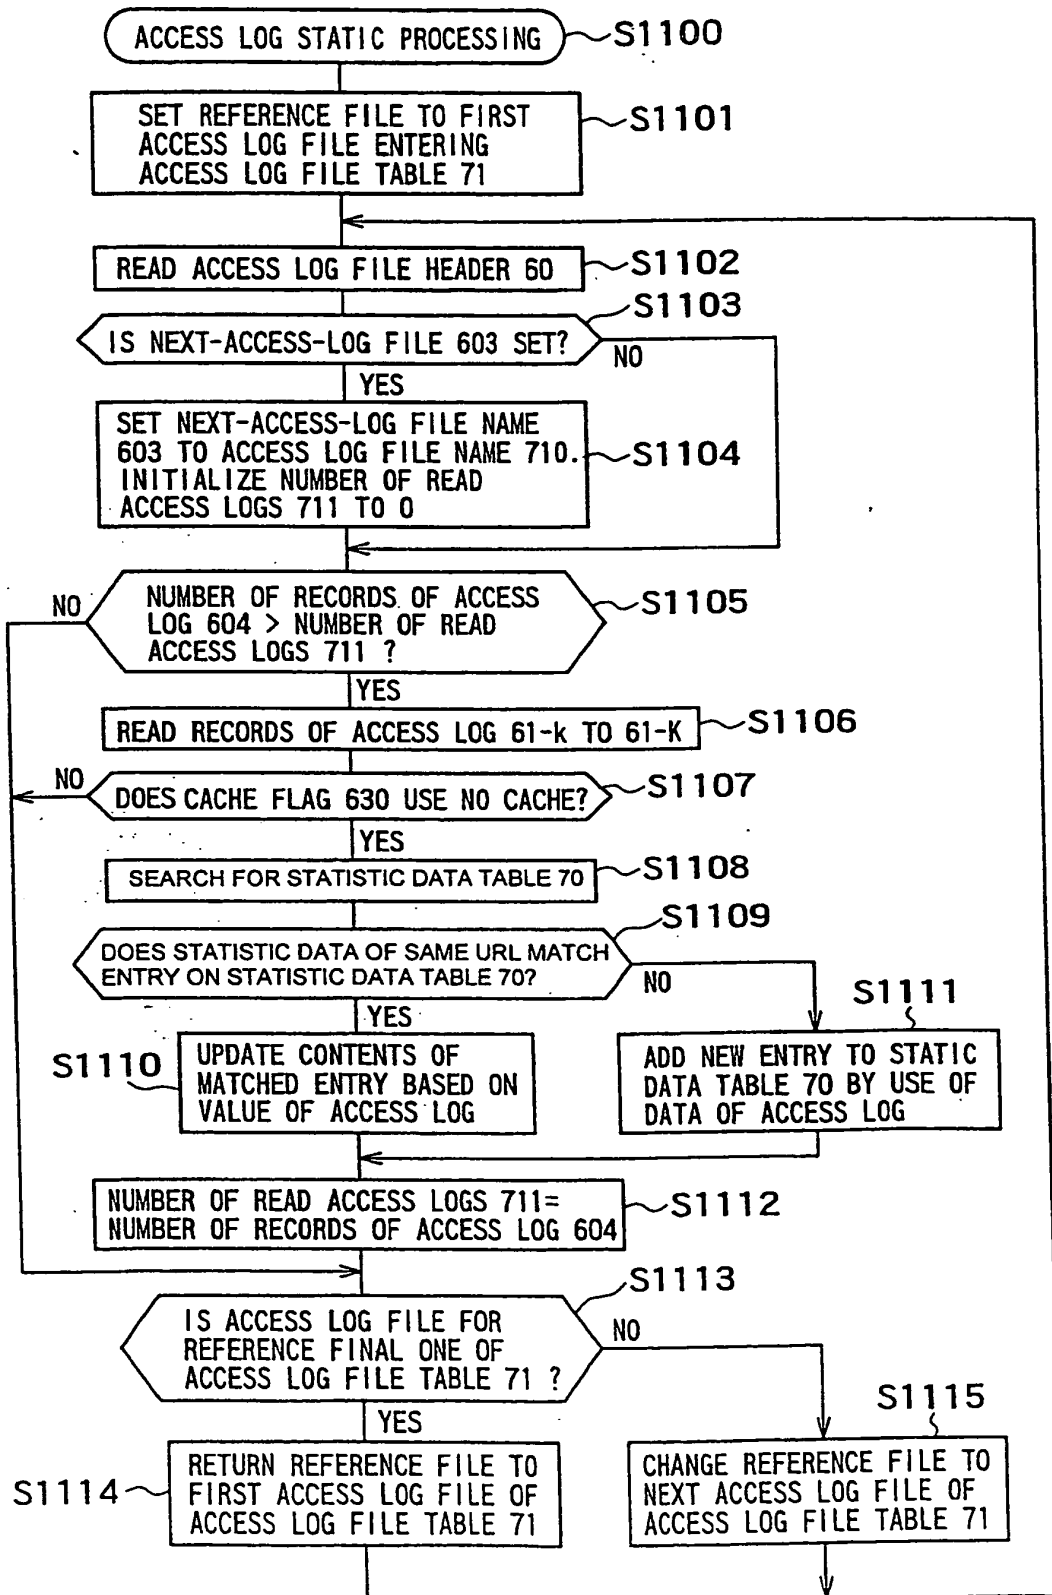 ACCESS LOG STATIC PROCESSING
S1100
SET REFERENCE FILE TO FIRST
ACCESS LOG FILE ENTERING
ACCESS LOG FILE TABLE 71
S1101
READ ACCESS LOG FILE HEADER 60
S1102
IS NEXT-ACCESS-LOG FILE 603 SET?
S1103
NO
YES
SET NEXT-ACCESS-LOG FILE NAME
603 TO ACCESS LOG FILE NAME 710.
INITIALIZE NUMBER OF READ
ACCESS LOGS 711 TO 0
S1104
NO
NUMBER OF RECORDS OF ACCESS
LOG 604 > NUMBER OF READ
ACCESS LOGS 711 ?
S1105
YES
READ RECORDS OF ACCESS LOG 61-k TO 61-K
S1106
NO
DOES CACHE FLAG 630 USE NO CACHE?
S1107
YES
SEARCH FOR STATISTIC DATA TABLE 70
S1108
DOES STATISTIC DATA OF SAME URL MATCH
ENTRY ON STATISTIC DATA TABLE 70?
S1109
NO
YES
S1110
UPDATE CONTENTS OF
MATCHED ENTRY BASED ON
VALUE OF ACCESS LOG
S1111
ADD NEW ENTRY TO STATIC
DATA TABLE 70 BY USE OF
DATA OF ACCESS LOG
NUMBER OF READ ACCESS LOGS 711=
NUMBER OF RECORDS OF ACCESS LOG 604
S1112
IS ACCESS LOG FILE FOR
REFERENCE FINAL ONE OF
ACCESS LOG FILE TABLE 71 ?
S1113
NO
YES
S1114
RETURN REFERENCE FILE TO
FIRST ACCESS LOG FILE OF
ACCESS LOG FILE TABLE 71
S1115
CHANGE REFERENCE FILE TO
NEXT ACCESS LOG FILE OF
ACCESS LOG FILE TABLE 71